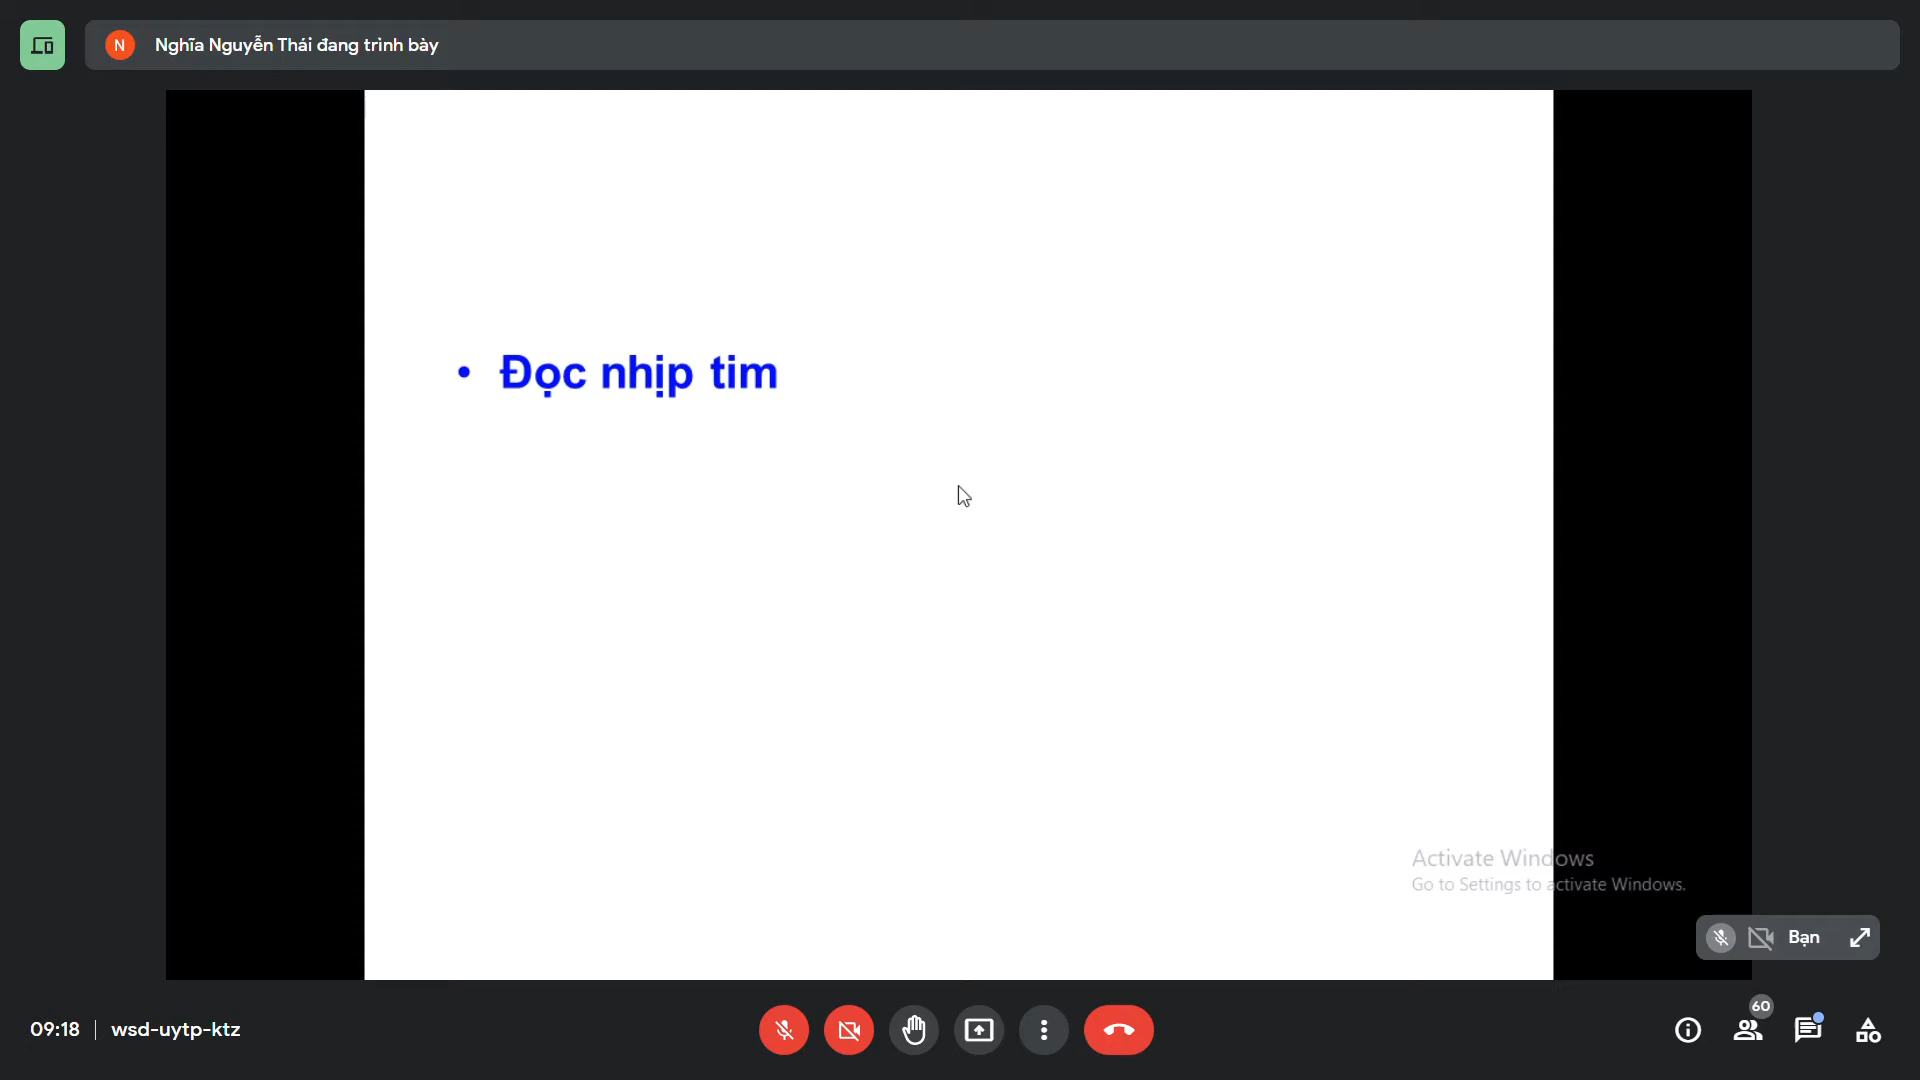 N
Nghĩa Nguyễn Thái đang trình bày
• Đọc nhịp tim
Activate Windows
Go to Settings to activate Windows.
Bạn
60
09:18 | wsd-uytp-ktz